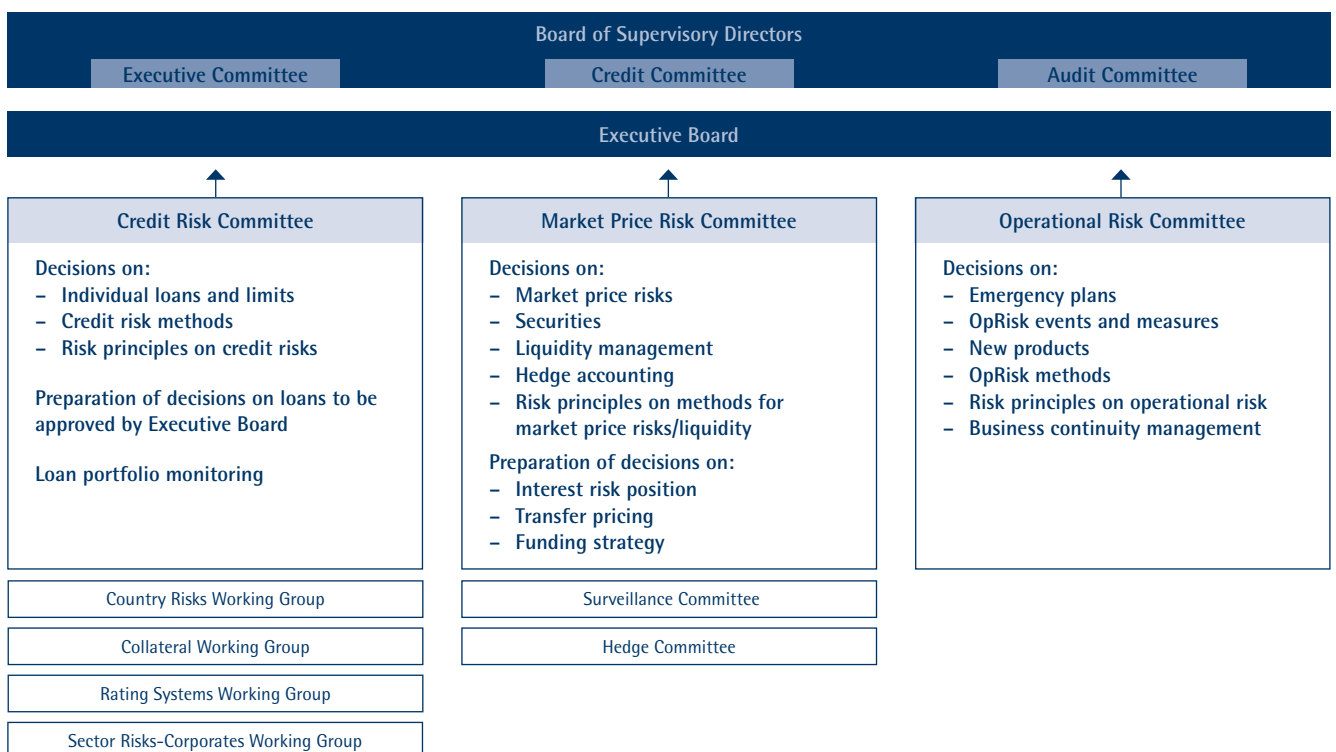 Board of Supervisory Directors
Executive Committee
Credit Committee
Audit Committee
Executive Board
Credit Risk Committee
Decisions on:
– Individual loans and limits
– Credit risk methods
– Risk principles on credit risks
Preparation of decisions on loans to be
approved by Executive Board
Loan portfolio monitoring
Country Risks Working Group
Collateral Working Group
Rating Systems Working Group
Sector Risks-Corporates Working Group
Market Price Risk Committee
Decisions on:
– Market price risks
– Securities
– Liquidity management
– Hedge accounting
– Risk principles on methods for
market price risks/liquidity
Preparation of decisions on:
– Interest risk position
– Transfer pricing
– Funding strategy
Surveillance Committee
Hedge Committee
Operational Risk Committee
Decisions on:
– Emergency plans
– OpRisk events and measures
– New products
– OpRisk methods
– Risk principles on operational risk
– Business continuity management